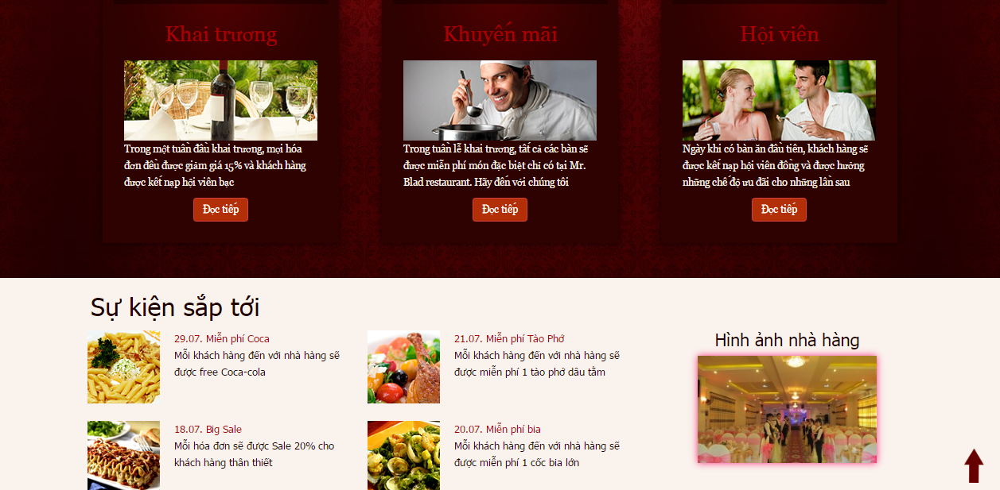 Khai trương
Trong một tuần đầu khai trương, mọi hóa
đơn đều được giảm giá 15% và khách hàng
được kết nạp hội viên bạc
Đọc tiếp
Khuyến mãi
Trong tuần lễ khai trương, tất cả các bàn sẽ
được miễn phí món đặc biệt chỉ có tại Mr.
Blad restaurant. Hãy đến với chúng tôi
Đọc tiếp
Hội viên
Ngày khi có bàn ăn đầu tiên, khách hàng sẽ
được kết nạp hội viên đồng và được hưởng
những chế độ ưu đãi cho những lần sau
Đọc tiếp
Sự kiện sắp tới
29.07. Miễn phí Coca
Mỗi khách hàng đến với nhà hàng sẽ
được free Coca-cola
21.07. Miễn phí Tào Phớ
Mỗi khách hàng đến với nhà hàng sẽ
được miễn phí 1 tào phớ dâu tằm
18.07. Big Sale
Mỗi hóa đơn sẽ được Sale 20% cho
khách hàng thân thiết
20.07. Miễn phí bia
Mỗi khách hàng đến với nhà hàng sẽ
được miễn phí 1 cốc bia lớn
Hình ảnh nhà hàng